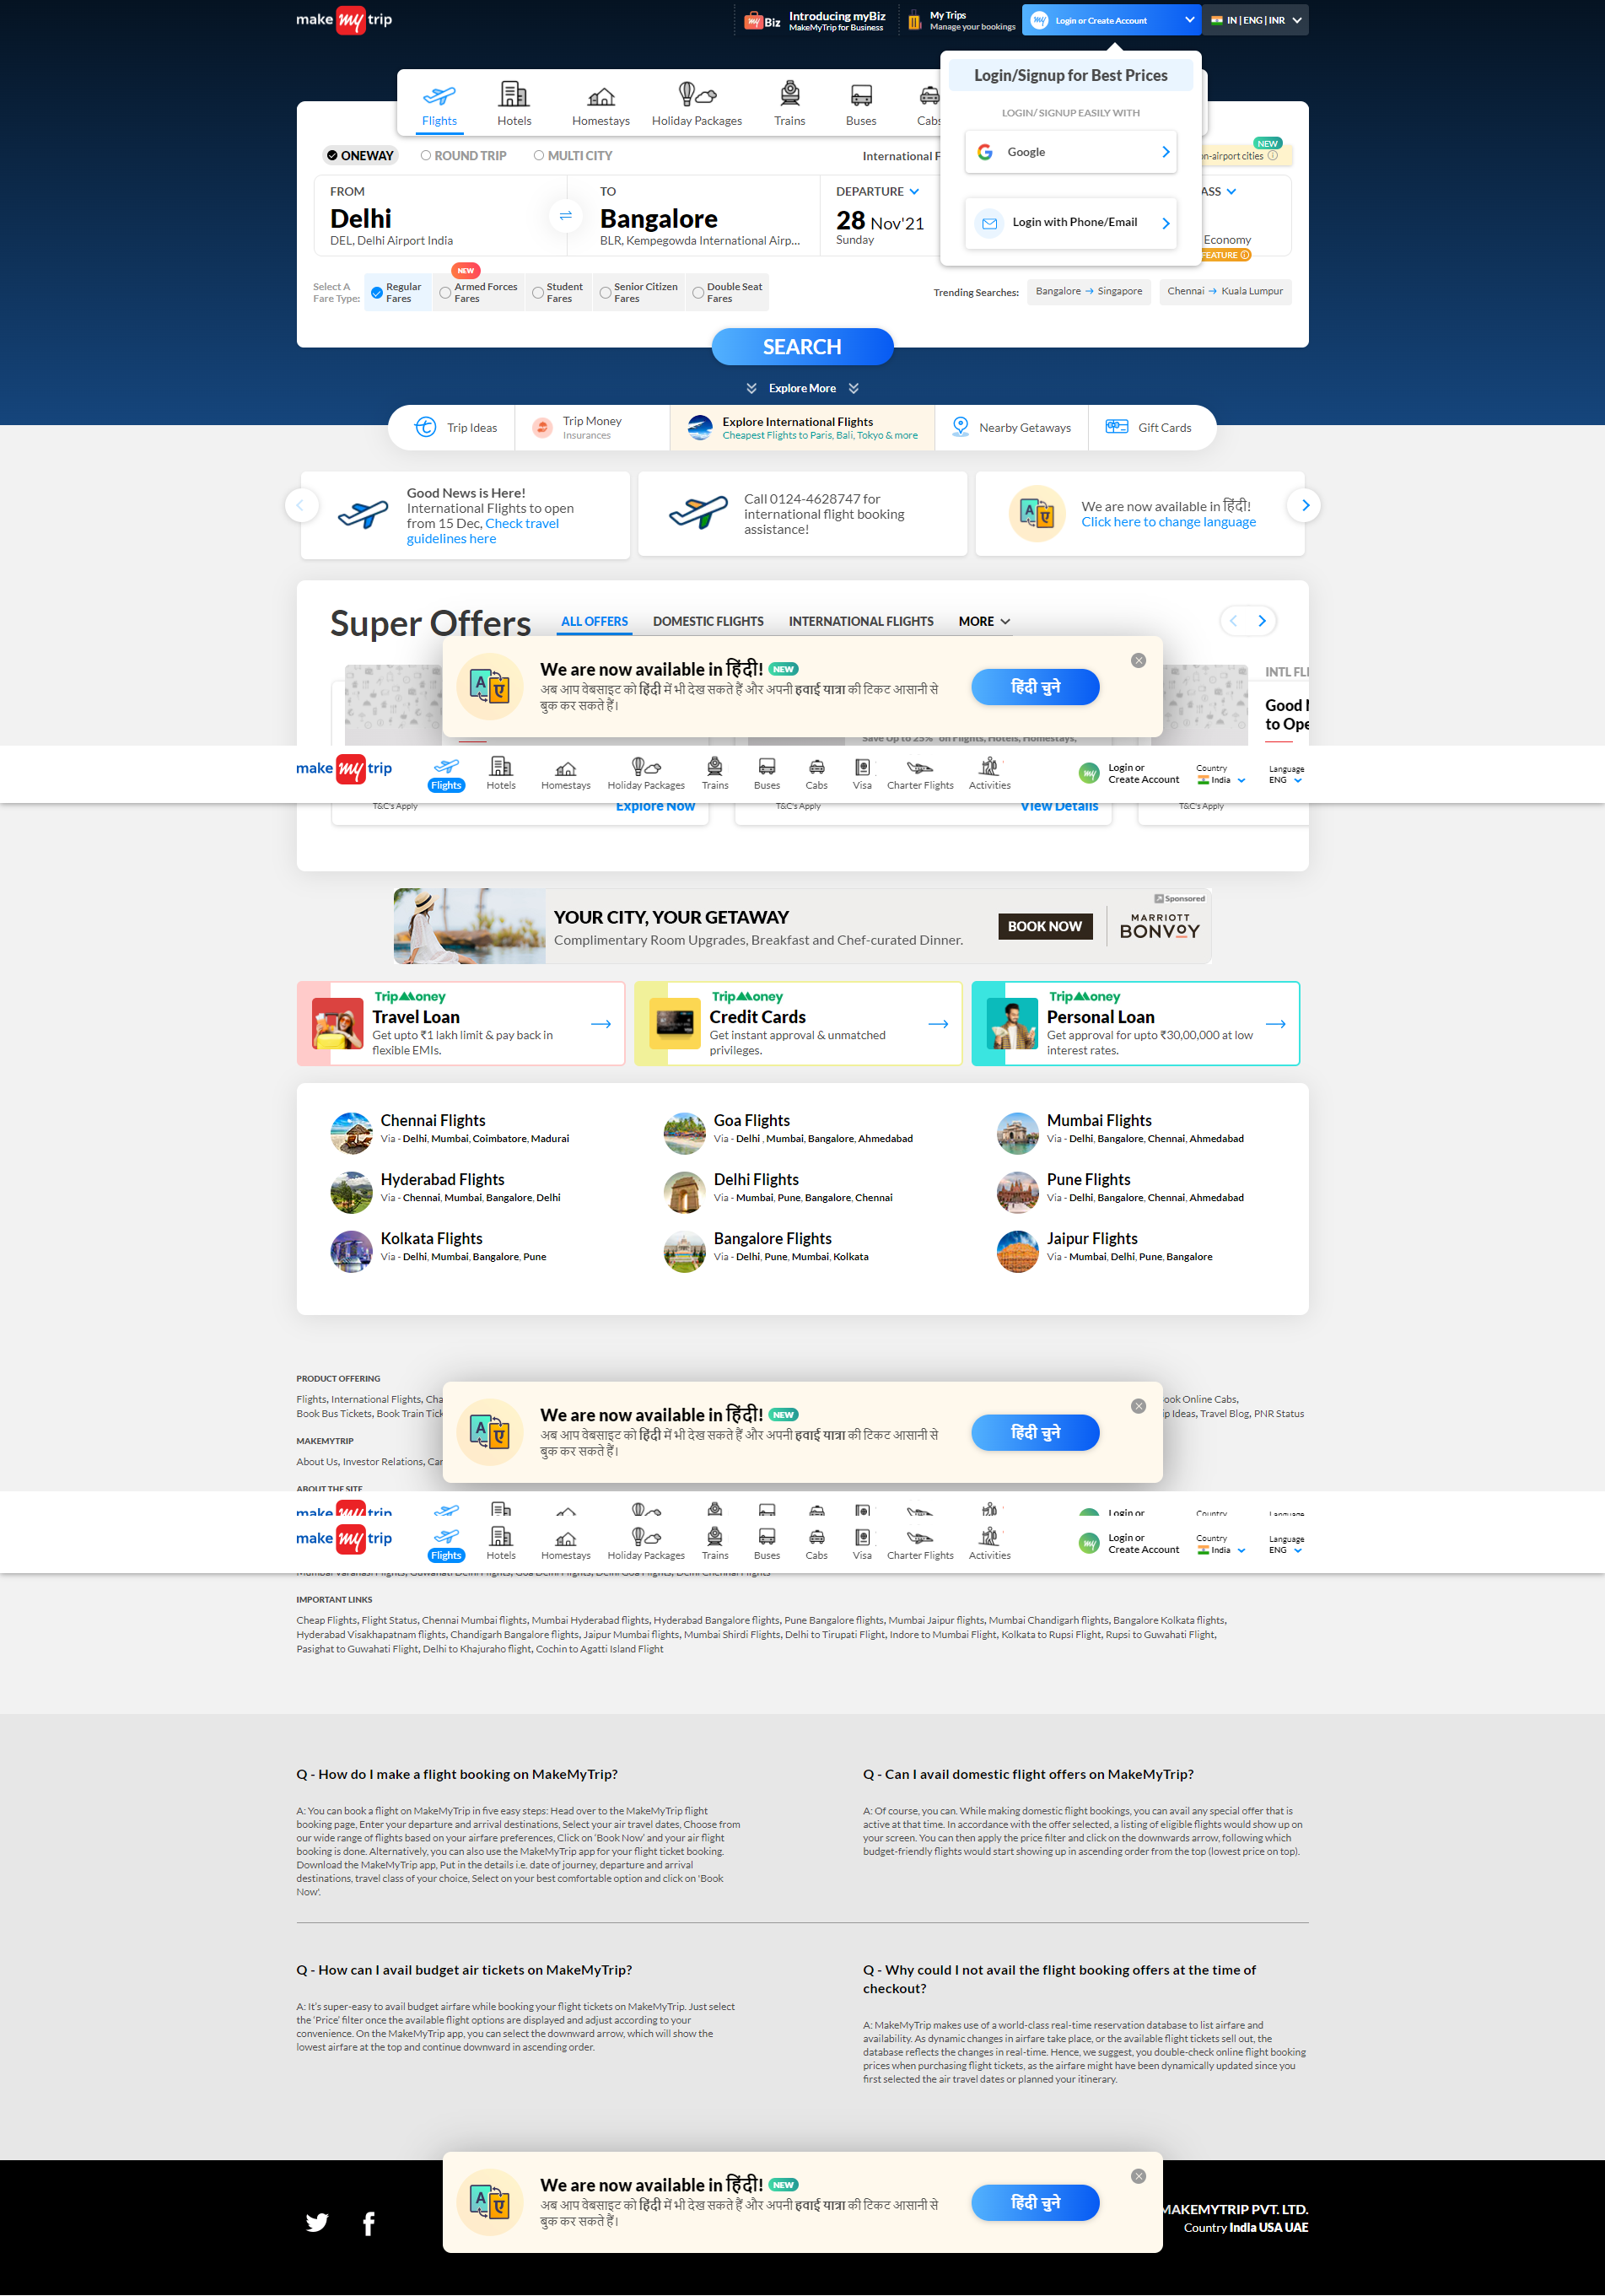 make my trip
my Biz
Introducing myBiz
MakeMyTrip for Business
My Trips
Manage your bookings
my
Login or Create Account
IN | ENG | INR
Login/Signup for Best Prices
LOGIN/ SIGNUP EASILY WITH
Google
Login with Phone/Email
Flights
Hotels
Homestays
Holiday Packages
Trains
Buses
Cabs
ONEWAY
ROUND TRIP
MULTI CITY
International F
NEW
n-airport cities
FROM
Delhi
DEL, Delhi Airport India
TO
Bangalore
BLR, Kempegowda International Airp...
DEPARTURE
28 Nov'21
Sunday
ASS
Economy
FEATURE
Select A
Fare Type:
Regular
Fares
NEW
Armed Forces
Fares
Student
Fares
Senior Citizen
Fares
Double Seat
Fares
Trending Searches:
Bangalore → Singapore
Chennai → Kuala Lumpur
SEARCH
Explore More
Trip Ideas
Trip Money
Insurances
Explore International Flights
Cheapest Flights to Paris, Bali, Tokyo & more
Nearby Getaways
Gift Cards
Good News is Here!
International Flights to open
from 15 Dec, Check travel
guidelines here
Call 0124-4628747 for
international flight booking
assistance!
A ए
We are now available in हिंदी!
Click here to change language
Super Offers
ALL OFFERS
DOMESTIC FLIGHTS
INTERNATIONAL FLIGHTS
MORE
A ए
We are now available in हिंदी! NEW
अब आप वेबसाइट को हिंदी में भी देख सकते हैं और अपनी हवाई यात्रा की टिकट आसानी से
बुक कर सकते हैं।
हिंदी चुने
INTL FLI
Good
to Ope
Save Up to 25% on Flights, Hotels, Homestays,
make my trip
Flights
Hotels
Homestays
Holiday Packages
Trains
Buses
Cabs
Visa
Charter Flights
Activities
my
Login or
Create Account
Country
India
Language
ENG
T&C's Apply
Explore Now
T&C's Apply
View Details
T&C's Apply
YOUR CITY, YOUR GETAWAY
Complimentary Room Upgrades, Breakfast and Chef-curated Dinner.
BOOK NOW
Sponsored
MARRIOTT
BONVOY
TripMoney
Travel Loan
Get upto ₹1 lakh limit & pay back in
flexible EMIs.
TripMoney
Credit Cards
Get instant approval & unmatched
privileges.
TripMoney
Personal Loan
Get approval for upto ₹30,00,000 at low
interest rates.
Chennai Flights
Via - Delhi, Mumbai, Coimbatore, Madurai
Goa Flights
Via - Delhi , Mumbai, Bangalore, Ahmedabad
Mumbai Flights
Via - Delhi, Bangalore, Chennai, Ahmedabad
Hyderabad Flights
Via - Chennai, Mumbai, Bangalore, Delhi
Delhi Flights
Via - Mumbai, Pune, Bangalore, Chennai
Pune Flights
Via - Delhi, Bangalore, Chennai, Ahmedabad
Kolkata Flights
Via - Delhi, Mumbai, Bangalore, Pune
Bangalore Flights
Via - Delhi, Pune, Mumbai, Kolkata
Jaipur Flights
Via - Mumbai, Delhi, Pune, Bangalore
PRODUCT OFFERING
Flights, International Flights, Cha
ook Online Cabs,
Book Bus Tickets, Book Train Tick
p Ideas, Travel Blog, PNR Status
MAKEMYTRIP
About Us, Investor Relations, Car
ABOUT THE SITE
A ए
We are now available in हिंदी! NEW
अब आप वेबसाइट को हिंदी में भी देख सकते हैं और अपनी हवाई यात्रा की टिकट आसानी से
बुक कर सकते हैं।
हिंदी चुने
make my trip
Login or
Country
Language
make my trip
Flights
Hotels
Homestays
Holiday Packages
Trains
Buses
Cabs
Visa
Charter Flights
Activities
my
Login or
Create Account
Country
India
Language
ENG
Mumbai Varanasi Flights, Guwahati Delhi Flights, Goa Delhi Flights, Delhi Goa Flights, Delhi Chennai Flights
IMPORTANT LINKS
Cheap Flights, Flight Status, Chennai Mumbai flights, Mumbai Hyderabad flights, Hyderabad Bangalore flights, Pune Bangalore flights, Mumbai Jaipur flights, Mumbai Chandigarh flights, Bangalore Kolkata flights,
Hyderabad Visakhapatnam flights, Chandigarh Bangalore flights, Jaipur Mumbai flights, Mumbai Shirdi Flights, Delhi to Tirupati Flight, Indore to Mumbai Flight, Kolkata to Rupsi Flight, Rupsi to Guwahati Flight,
Pasighat to Guwahati Flight, Delhi to Khajuraho flight, Cochin to Agatti Island Flight
Q - How do I make a flight booking on MakeMyTrip?
A: You can book a flight on MakeMyTrip in five easy steps: Head over to the MakeMyTrip flight
booking page, Enter your departure and arrival destinations, Select your air travel dates, Choose from
our wide range of flights based on your airfare preferences, Click on 'Book Now' and your air flight
booking is done. Alternatively, you can also use the MakeMyTrip app for your flight ticket booking.
Download the MakeMyTrip app, Put in the details i.e. date of journey, departure and arrival
destinations, travel class of your choice, Select on your best comfortable option and click on 'Book
Now'.
Q - Can I avail domestic flight offers on MakeMyTrip?
A: Of course, you can. While making domestic flight bookings, you can avail any special offer that is
active at that time. In accordance with the offer selected, a listing of eligible flights would show up on
your screen. You can then apply the price filter and click on the downwards arrow, following which
budget-friendly flights would start showing up in ascending order from the top (lowest price on top).
Q - How can I avail budget air tickets on MakeMyTrip?
A: It's super-easy to avail budget airfare while booking your flight tickets on MakeMyTrip. Just select
the 'Price' filter once the available flight options are displayed and adjust according to your
convenience. On the MakeMyTrip app, you can select the downward arrow, which will show the
lowest airfare at the top and continue downward in ascending order.
Q - Why could I not avail the flight booking offers at the time of
checkout?
A: MakeMyTrip makes use of a world-class real-time reservation database to list airfare and
availability. As dynamic changes in airfare take place, or the available flight tickets sell out, the
database reflects the changes in real-time. Hence, we suggest, you double-check online flight booking
prices when purchasing flight tickets, as the airfare might have been dynamically updated since you
first selected the air travel dates or planned your itinerary.
A ए
We are now available in हिंदी! NEW
अब आप वेबसाइट को हिंदी में भी देख सकते हैं और अपनी हवाई यात्रा की टिकट आसानी से
बुक कर सकते हैं।
हिंदी चुने
MAKEMYTRIP PVT. LTD.
Country India USA UAE